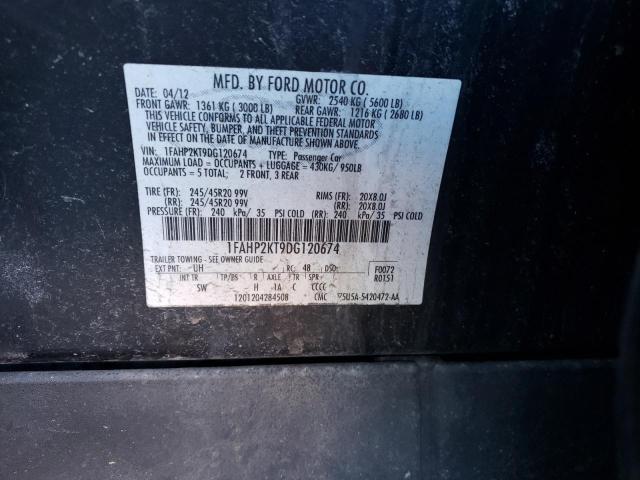 MFD. BY FORD MOTOR CO.
DATE: 04/12 GVWR: 2540 KG ( 5600 LB)
FRONT GAWR: 1361 KG ( 3000 LB) REAR GAWR: 1216 KG ( 2680 LB)
THIS VEHICLE CONFORMS TO ALL APPLICABLE FEDERAL MOTOR
VEHICLE SAFETY, BUMPER, AND THEFT PREVENTION STANDARDS
IN EFFECT ON THE DATE OF MANUFACTURE SHOWN ABOVE.
VIN: 1FAHP2KT9DG120674 TYPE: Passenger Car
MAXIMUM LOAD = OCCUPANTS + LUGGAGE = 430KG/ 950LB
OCCUPANTS = 5 TOTAL: 2 FRONT, 3 REAR
TIRE (FR): 245/45R20 99V RIMS (FR): 20X8.0J
(RR): 245/45R20 99V (RR): 20X8.0J
PRESSURE (FR): 240 kPa/ 35 PSI COLD (RR): 240 kPa/ 35 PSI COLD
1FAHP2KT9DG120674
TRAILER TOWING - SEE OWNER GUIDE
EXT PNT: UH RC: 48 DSO: F0072
INT TR TP/BS R AXLE TR SPR R0151
SW H 1A C CCCC
1201204284508 CMC 5U5A-5420472-AA